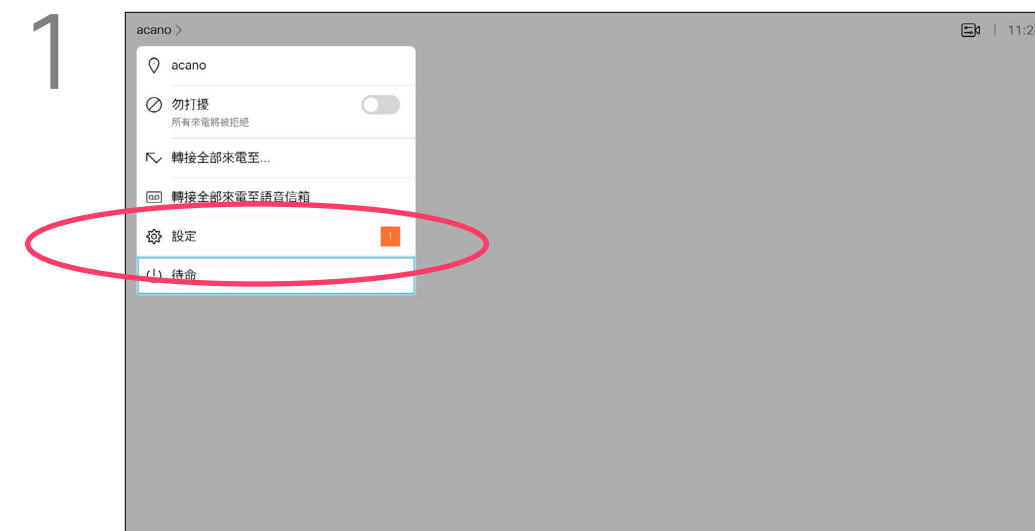 1
acano >
11:2
acano
勿打擾
所有來電將被拒絕
轉接全部來電至...
轉接全部來電至語音信箱
設定
1
待命